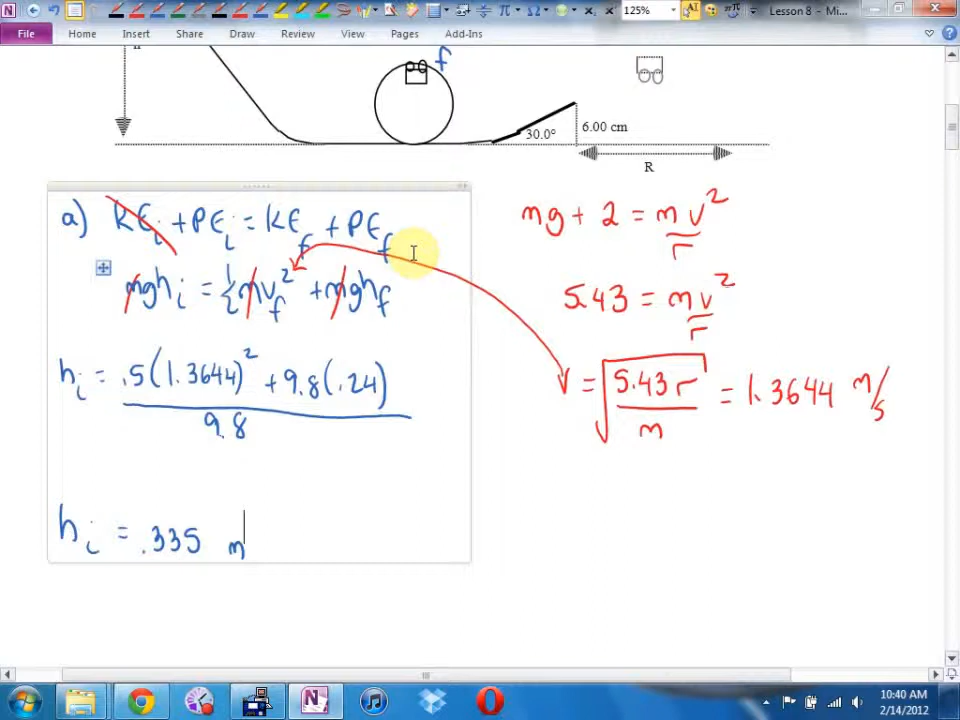 125% Lesson 8 - Mi...
File Home Insert Share Draw Review View Pages Add-Ins
f
30.0° 6.00 cm
R
a) KEi + PEi = KEf + PEf
mghi = ½mvf² + mghf
hi = .5(1.3644)² + 9.8(.24)
9.8
hi = .335 m
mg + 2 = mv²
r
5.43 = mv²
r
v = √5.43 r = 1.3644 m/s
m
10:40 AM
2/14/2012